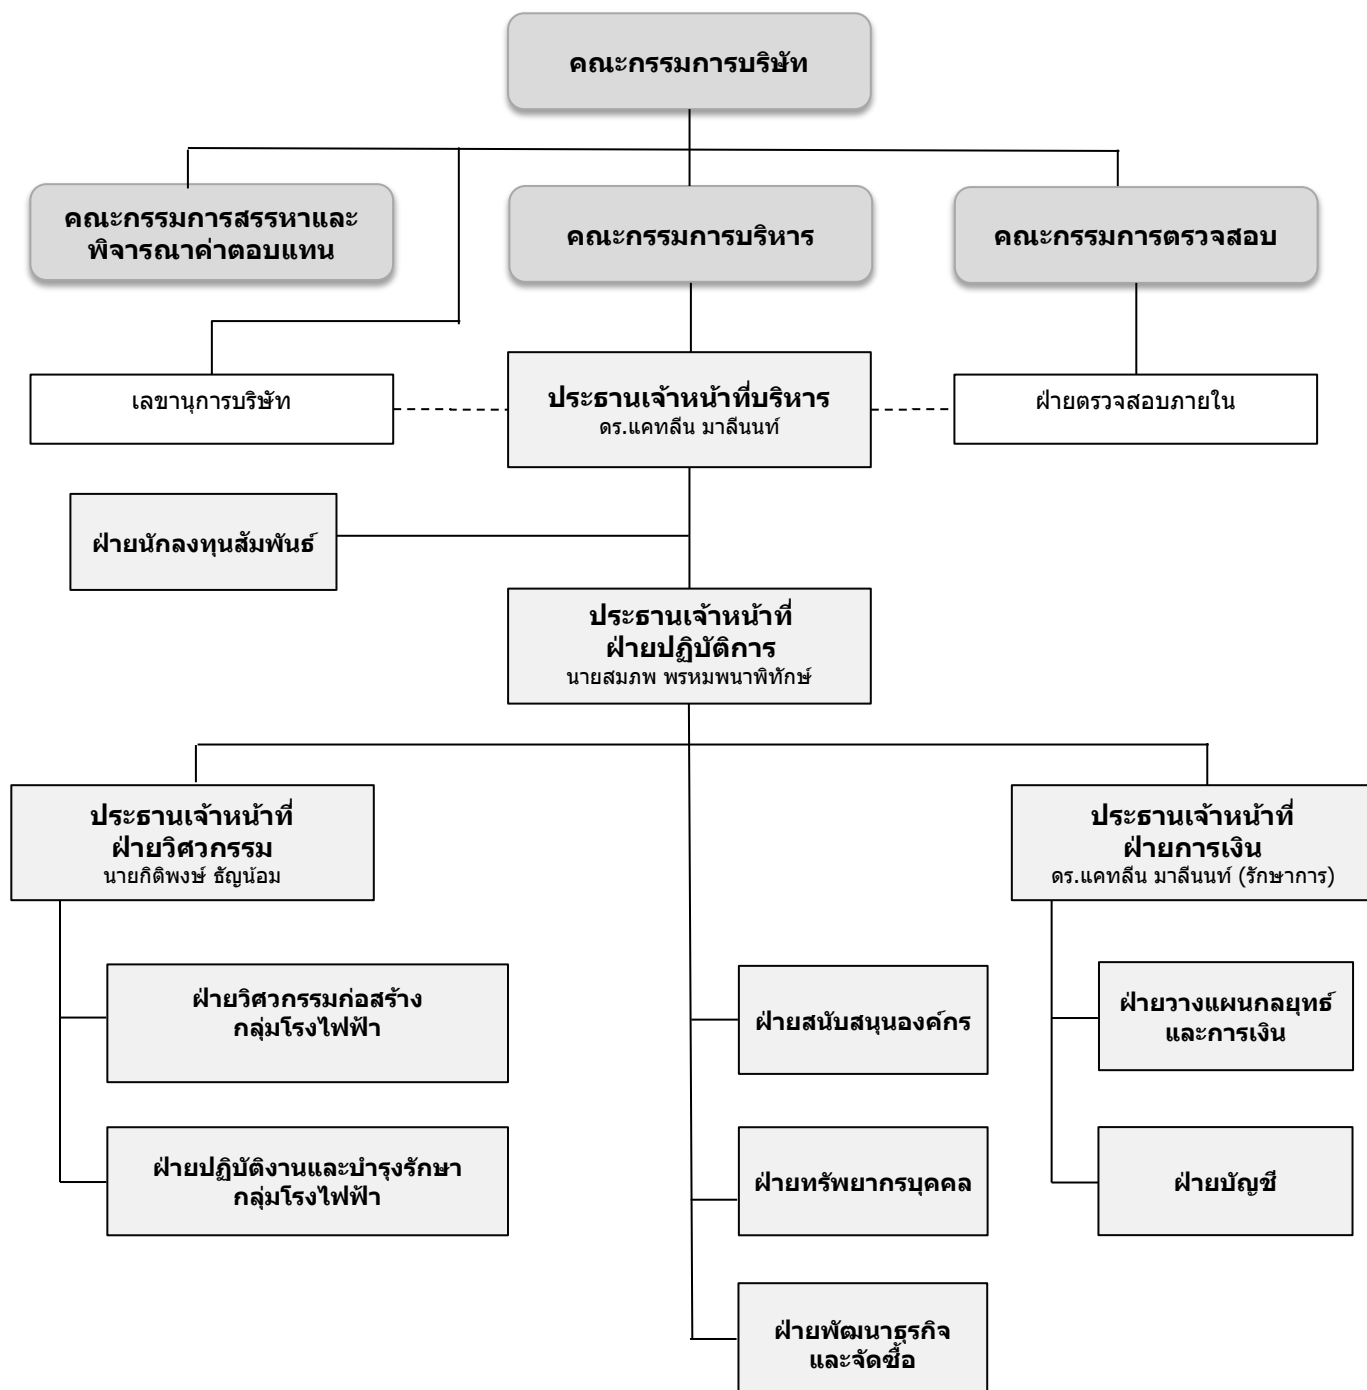 คณะกรรมการบริษัท
คณะกรรมการสรรหาและ
พิจารณาค่าตอบแทน
คณะกรรมการบริหาร
คณะกรรมการตรวจสอบ
เลขานุการบริษัท
ประธานเจ้าหน้าที่บริหาร
ดร.แคทลีน มาลีนนท์
ฝ่ายตรวจสอบภายใน
ฝ่ายนักลงทุนสัมพันธ์
ประธานเจ้าหน้าที่
ฝ่ายปฏิบัติการ
นายสมภพ พรหมพนาพิทักษ์
ประธานเจ้าหน้าที่
ฝ่ายวิศวกรรม
นายกิติพงษ์ ธัญน้อม
ประธานเจ้าหน้าที่
ฝ่ายการเงิน
ดร.แคทลีน มาลีนนท์ (รักษาการ)
ฝ่ายวิศวกรรมก่อสร้าง
กลุ่มโรงไฟฟ้า
ฝ่ายสนับสนุนองค์กร
ฝ่ายวางแผนกลยุทธ์
และการเงิน
ฝ่ายปฏิบัติงานและบำรุงรักษา
กลุ่มโรงไฟฟ้า
ฝ่ายทรัพยากรบุคคล
ฝ่ายบัญชี
ฝ่ายพัฒนาธุรกิจ
และจัดซื้อ